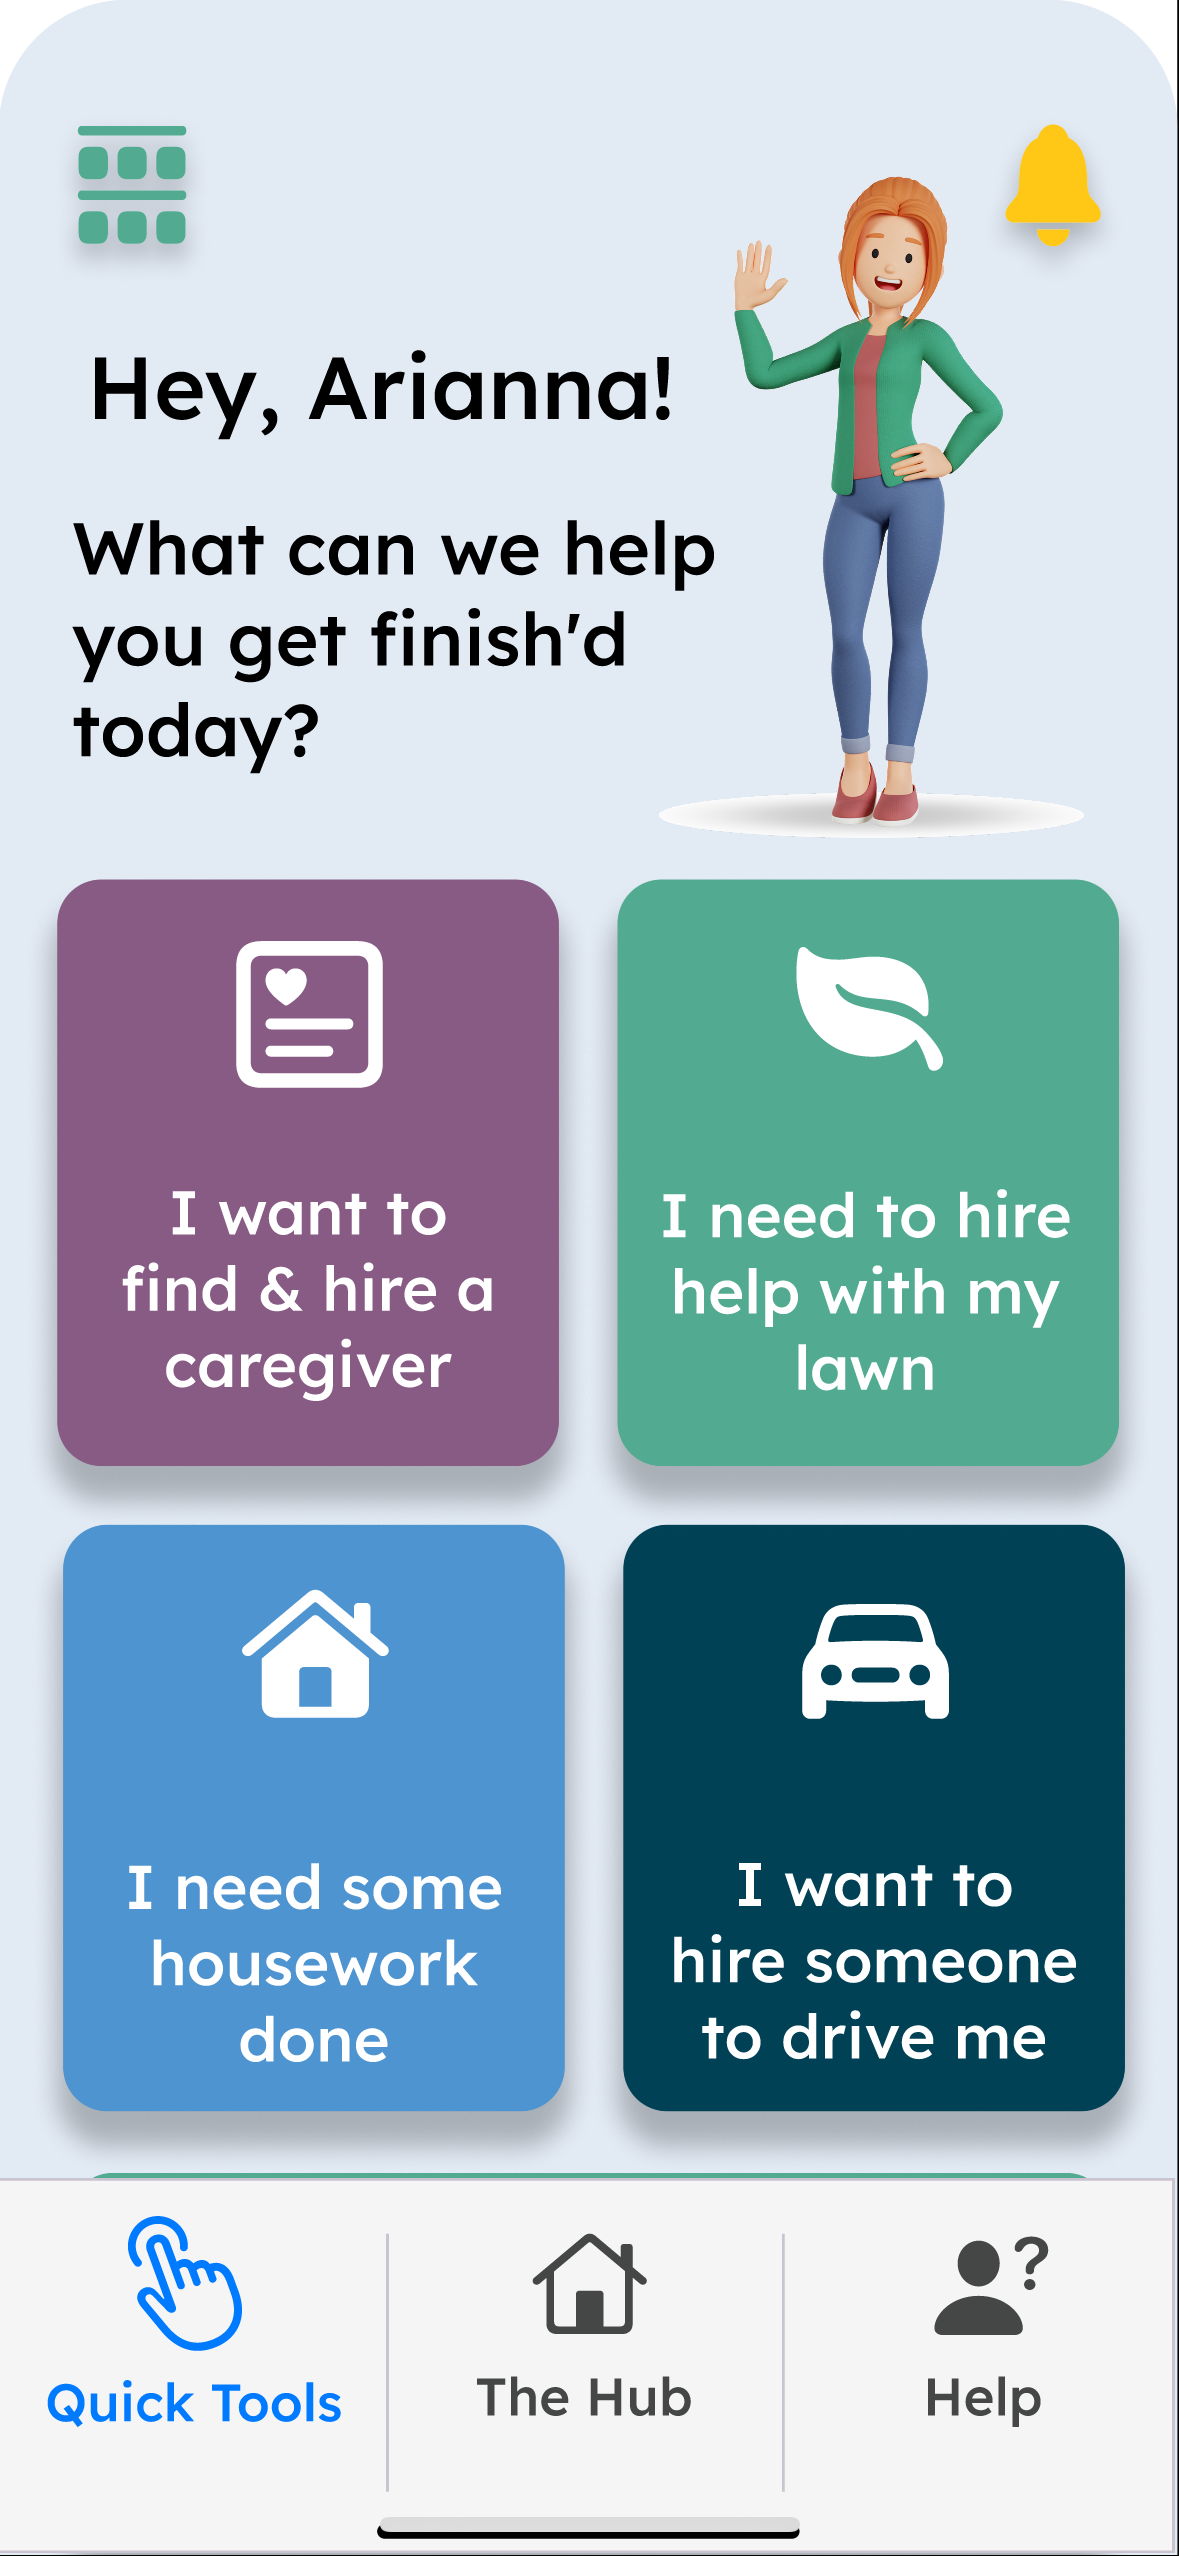 Hey, Arianna!
What can we help
you get finish'd
today?
I want to
find & hire a
caregiver
I need to hire
help with my
lawn
I need some
housework
done
I want to
hire someone
to drive me
Quick Tools
The Hub
?
Help